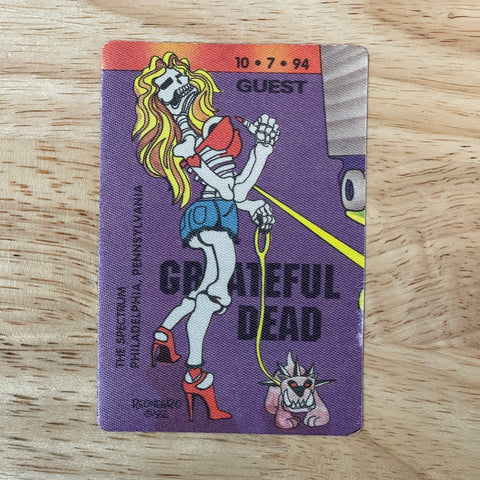 10 • 7 • 94
GUEST
THE SPECTRUM
PHILADELPHIA, PENNSYLVANIA
GRATEFUL
DEAD